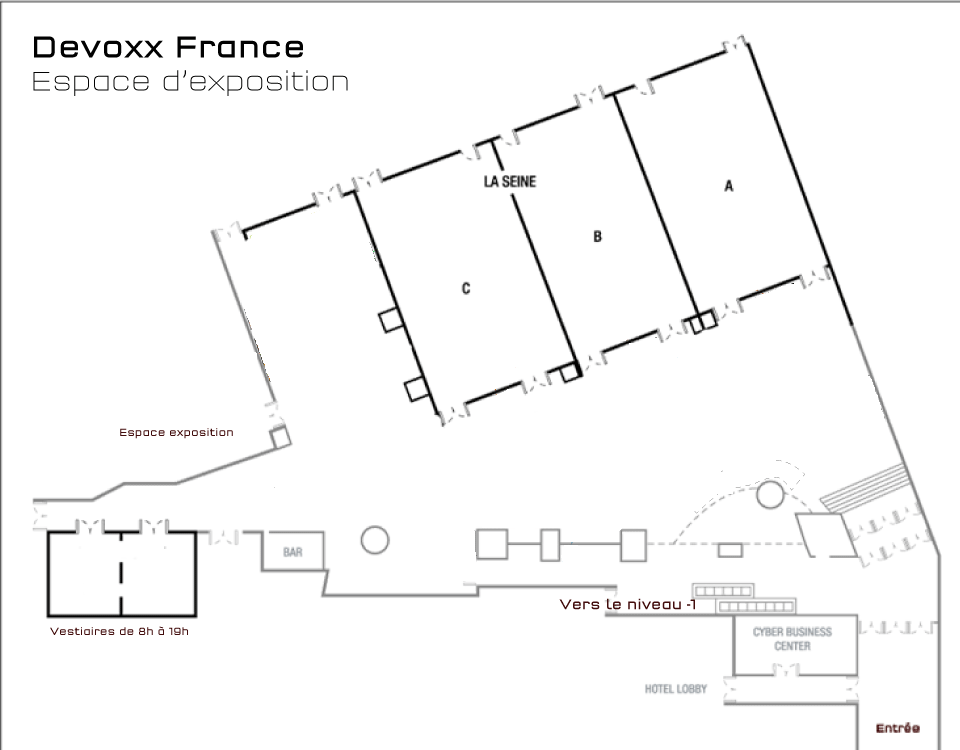 Devoxx France
Espace d'exposition
LA SEINE
A
B
C
Espace exposition
BAR
Vestiaires de 8h à 19h
Vers le niveau -1
CYBER BUSINESS
CENTER
HOTEL LOBBY
Entrée